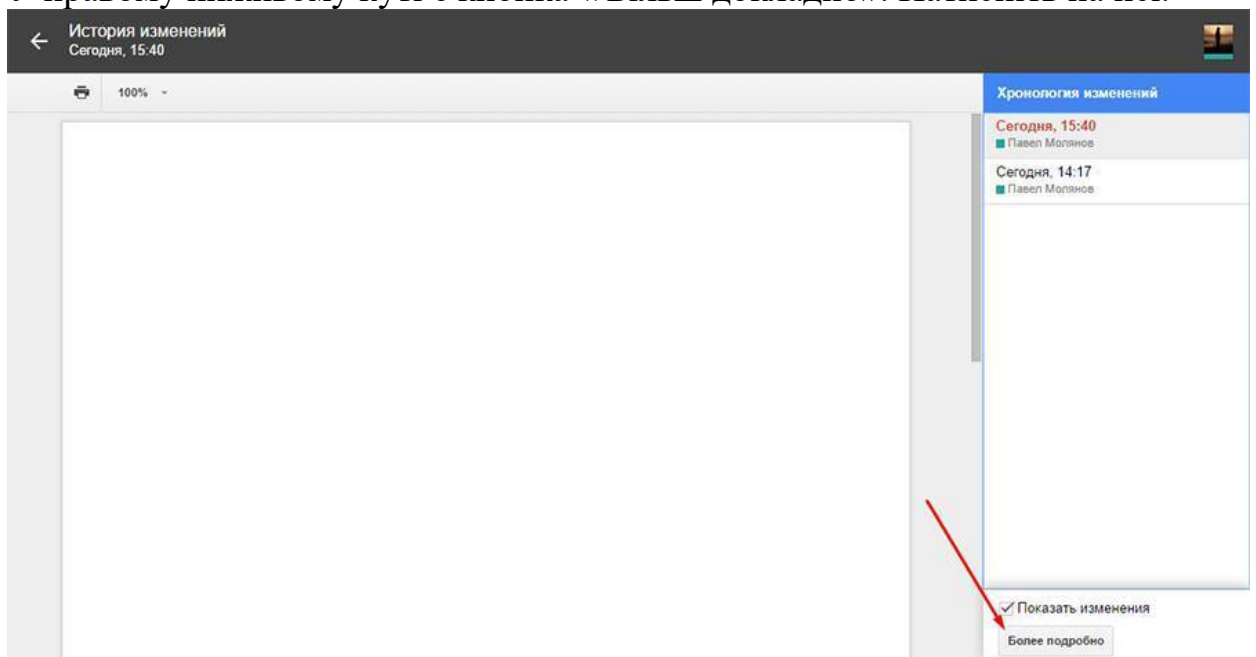 История изменений
Сегодня, 15:40
100%
Хронология изменений
Сегодня, 15:40
Павел Молянов
Сегодня, 14:17
Павел Молянов
Показать изменения
Более подробно